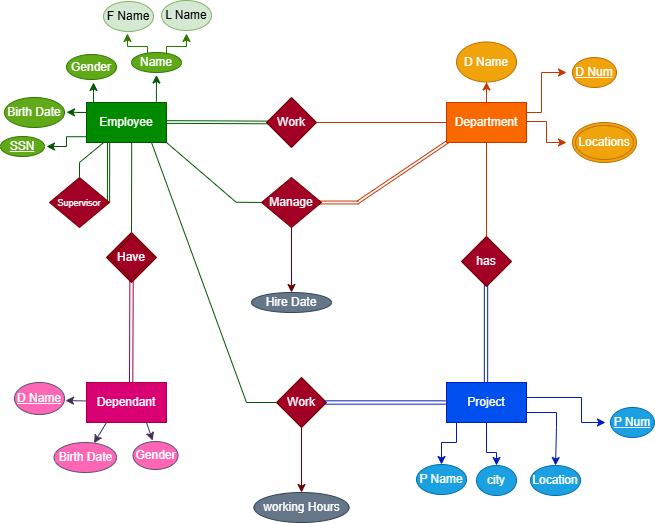 F Name
L Name
Gender
Name
D Name
D Num
Birth Date
Employee
Work
Department
SSN
Locations
Supervisor
Manage
Have
has
Hire Date
D Name
Dependant
Work
Project
P Num
Birth Date
Gender
P Name
city
Location
working Hours